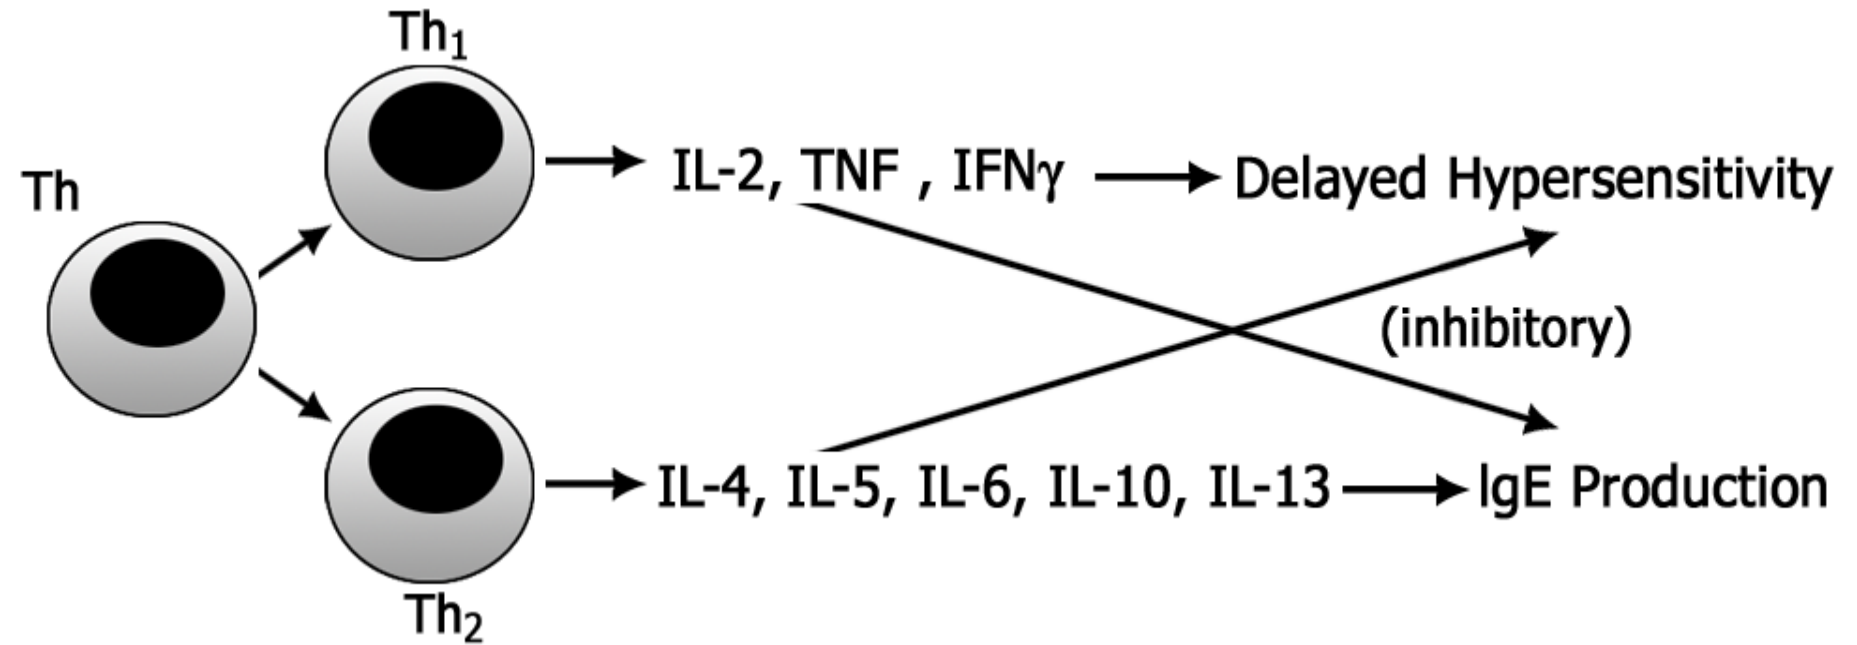 Th₁
IL-2, TNF , IFNγ
Delayed Hypersensitivity
Th
(inhibitory)
IL-4, IL-5, IL-6, IL-10, IL-13
IgE Production
Th₂